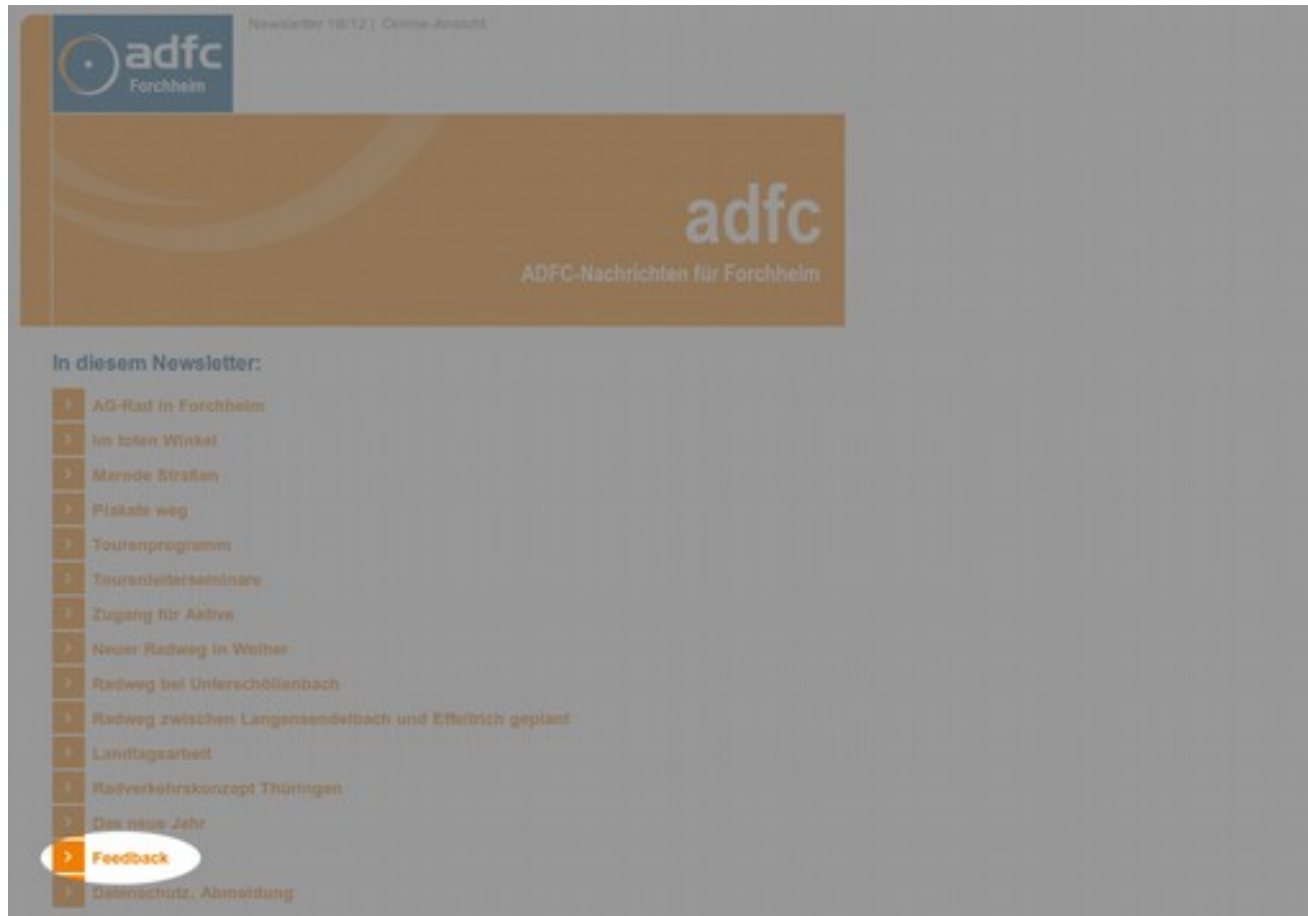 Newsletter 18/12 | Online-Ansicht
adfc
Forchheim
adfc
ADFC-Nachrichten für Forchheim
In diesem Newsletter:
AG-Rad in Forchheim
Im toten Winkel
Marode Straßen
Plakate weg
Tourenprogramm
Tourenleiterseminare
Zugang für Aktive
Neuer Radweg in Weiher
Radweg bei Unterschöllenbach
Radweg zwischen Langensendelbach und Effeltrich geplant
Landtagsarbeit
Radverkehrskonzept Thüringen
Das neue Jahr
Feedback
Datenschutz, Abmeldung